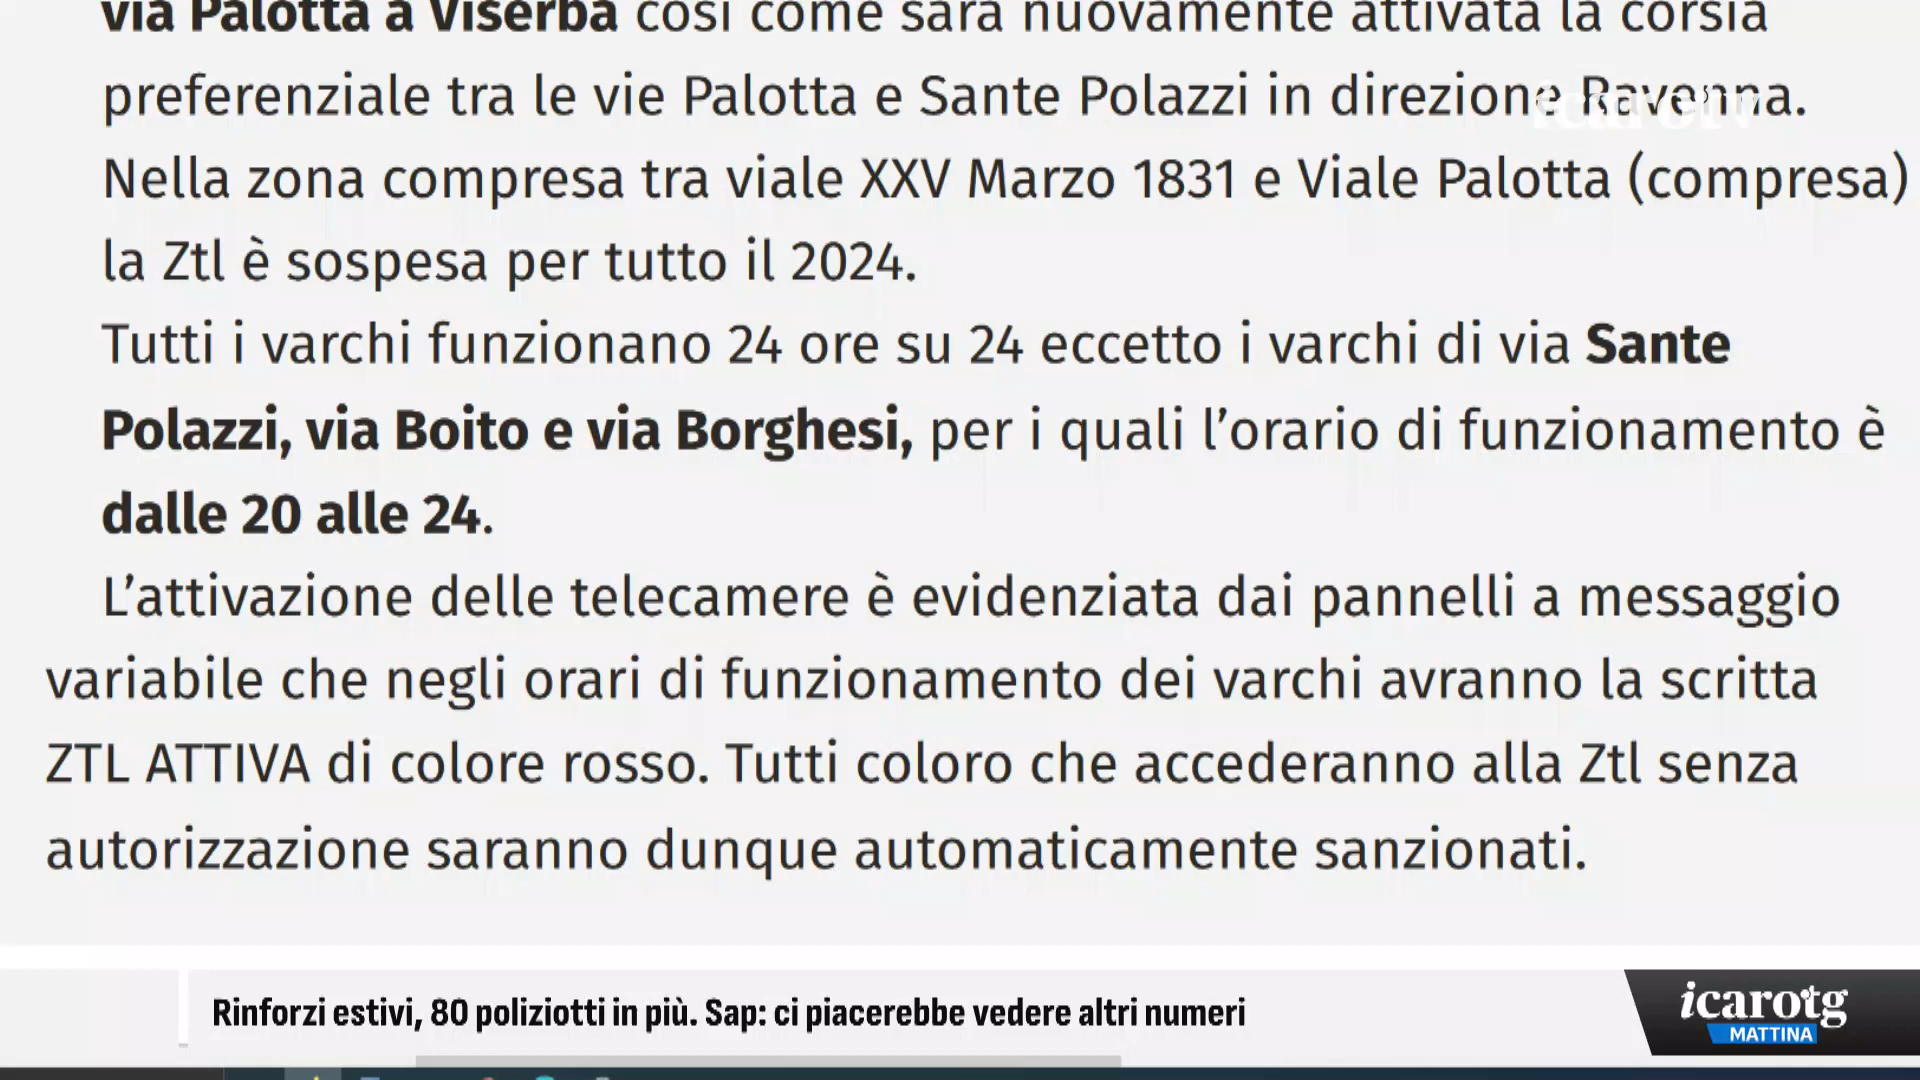 via Palotta a Viserba così come sarà nuovamente attivata la corsia
preferenziale tra le vie Palotta e Sante Polazzi in direzione Ravenna.
icaroTV
Nella zona compresa tra viale XXV Marzo 1831 e Viale Palotta (compresa)
la Ztl è sospesa per tutto il 2024.
Tutti i varchi funzionano 24 ore su 24 eccetto i varchi di via Sante
Polazzi, via Boito e via Borghesi, per i quali l’orario di funzionamento è
dalle 20 alle 24.
L’attivazione delle telecamere è evidenziata dai pannelli a messaggio
variabile che negli orari di funzionamento dei varchi avranno la scritta
ZTL ATTIVA di colore rosso. Tutti coloro che accederanno alla Ztl senza
autorizzazione saranno dunque automaticamente sanzionati.
Rinforzi estivi, 80 poliziotti in più. Sap: ci piacerebbe vedere altri numeri
icarotg
MATTINA